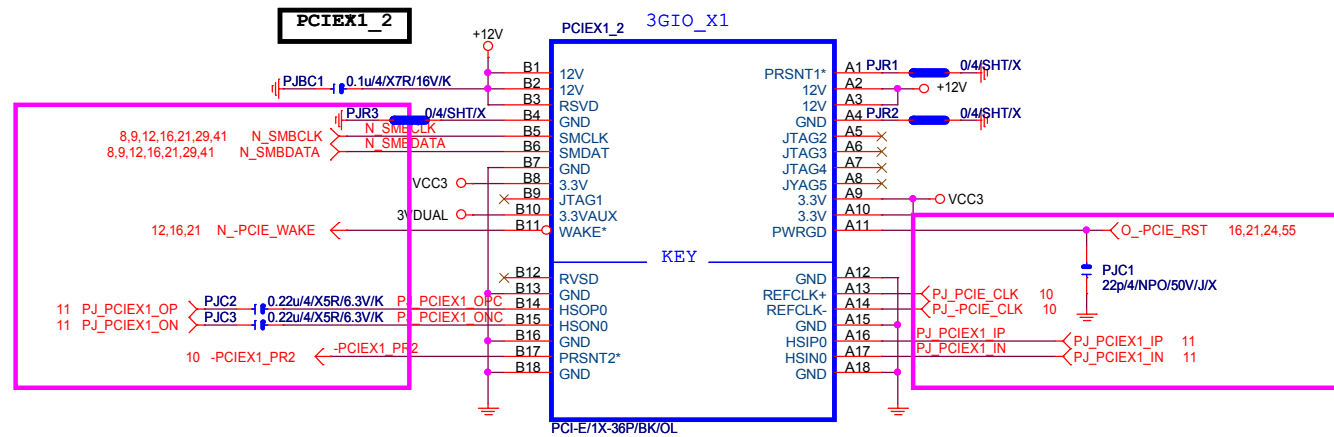 PCIEX1_2
3GIO_X1
PCIEX1_2
+12V
PJBC1 0.1u/4/X7R/16V/K
B1 12V
B2 12V
B3 RSVD
PJR3 0/4/SHT/X B4 GND
8,9,12,16,21,29,41 N_SMBCLK N_SMBCLK B5 SMCLK
8,9,12,16,21,29,41 N_SMBDATA N_SMBDATA B6 SMDAT
B7 GND
VCC3 B8 3.3V
B9 JTAG1
3VDUAL B10 3.3VAUX
12,16,21 N_-PCIE_WAKE B11 WAKE*
KEY
B12 RVSD
B13 GND
11 PJ_PCIEX1_OP PJC2 0.22u/4/X5R/6.3V/K PJ_PCIEX1_OPC B14 HSOP0
11 PJ_PCIEX1_ON PJC3 0.22u/4/X5R/6.3V/K PJ_PCIEX1_ONC B15 HSON0
B16 GND
10 -PCIEX1_PR2 -PCIEX1_PR2 B17 PRSNT2*
B18 GND
PRSNT1* A1 PJR1 0/4/SHT/X
12V A2 +12V
12V A3
GND A4 PJR2 0/4/SHT/X
JTAG2 A5
JTAG3 A6
JTAG4 A7
JYAG5 A8
3.3V A9 VCC3
3.3V A10
PWRGD A11 O_-PCIE_RST 16,21,24,55
PJC1
22p/4/NPO/50V/J/X
GND A12
REFCLK+ A13 PJ_PCIE_CLK 10
REFCLK- A14 PJ_-PCIE_CLK 10
GND A15
HSIP0 A16 PJ_PCIEX1_IP PJ_PCIEX1_IP 11
HSIN0 A17 PJ_PCIEX1_IN PJ_PCIEX1_IN 11
GND A18
PCI-E/1X-36P/BK/OL